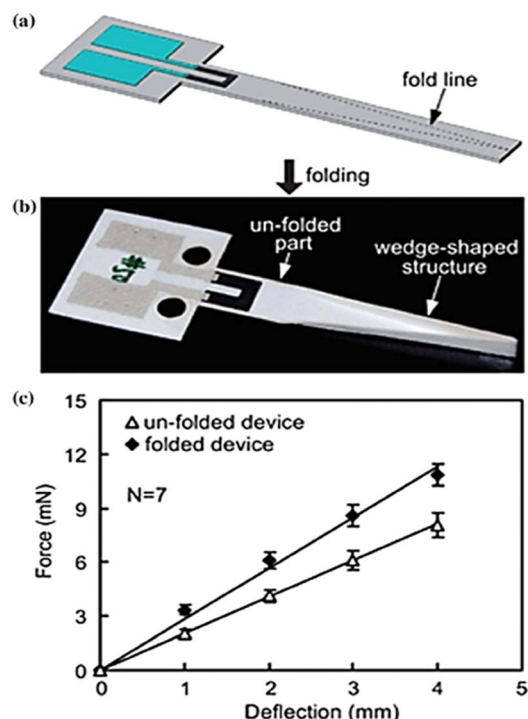 (a)
fold line
folding
(b)
un-folded
part
wedge-shaped
structure
(c)
15
12
9
6
3
0
Force (mN)
un-folded device
folded device
N=7
0 1 2 3 4 5
Deflection (mm)